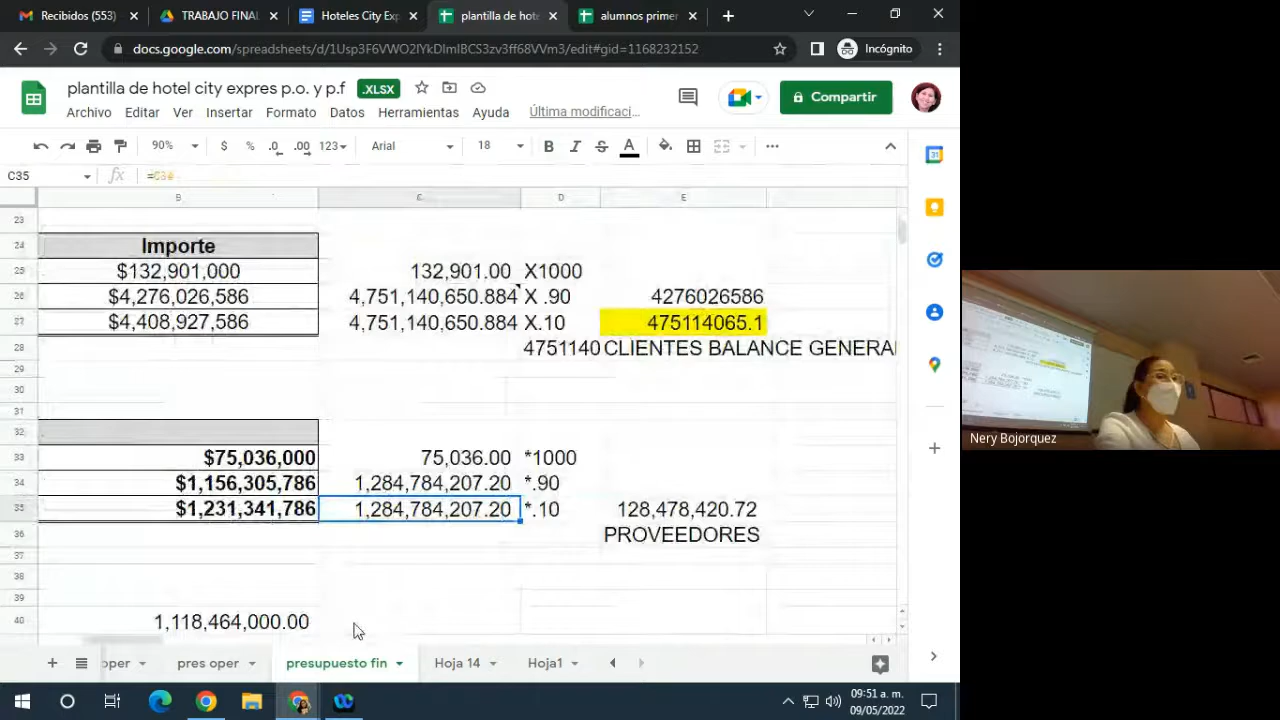 Recibidos (553)
TRABAJO FINAL
Hoteles City Exp
plantilla de hote
alumnos primer
docs.google.com/spreadsheets/d/1Usp3F6VWO2IYkDlmIBCS3zv3ff68VVm3/edit#gid=1168232152
Incógnito
plantilla de hotel city expres p.o. y p.f
.XLSX
Compartir
Archivo Editar Ver Insertar Formato Datos Herramientas Ayuda Última modificaci...
90% $ % .0 .00 123 Arial 18 B I S A
C35 fx =C34
B C D E
23
24 Importe
25 $132,901,000 132,901.00 X1000
26 $4,276,026,586 4,751,140,650.884 X .90 4276026586
27 $4,408,927,586 4,751,140,650.884 X.10 475114065.1
28 4751140 CLIENTES BALANCE GENERAL
29
30
31
32
33 $75,036,000 75,036.00 *1000
34 $1,156,305,786 1,284,784,207.20 *.90
35 $1,231,341,786 1,284,784,207.20 *.10 128,478,420.72
36 PROVEEDORES
37
38
39
40 1,118,464,000.00
oper pres oper presupuesto fin Hoja 14 Hoja1
Nery Bojorquez
09:51 a. m.
09/05/2022